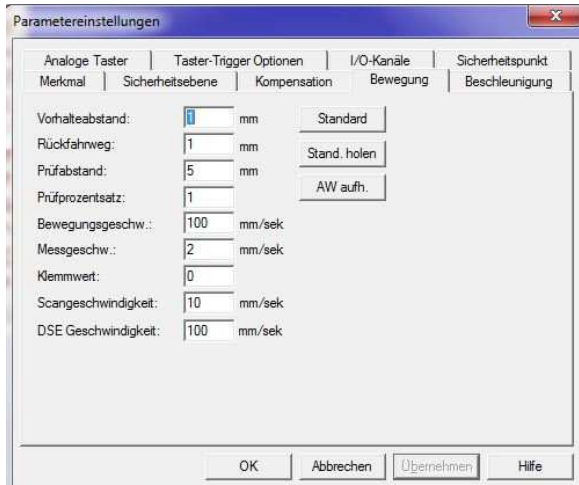 Parametereinstellungen
Analoge Taster Taster-Trigger Optionen I/O-Kanäle Sicherheitspunkt
Merkmal Sicherheitsebene Kompensation Bewegung Beschleunigung
Vorhalteabstand: 1 mm Standard
Rückfahrweg: 1 mm Stand. holen
Prüfabstand: 5 mm
AW aufh.
Prüfprozentsatz: 1
Bewegungsgeschw.: 100 mm/sek
Messgeschw.: 2 mm/sek
Klemmwert: 0
Scangeschwindigkeit: 10 mm/sek
DSE Geschwindigkeit: 100 mm/sek
OK Abbrechen Übernehmen Hilfe